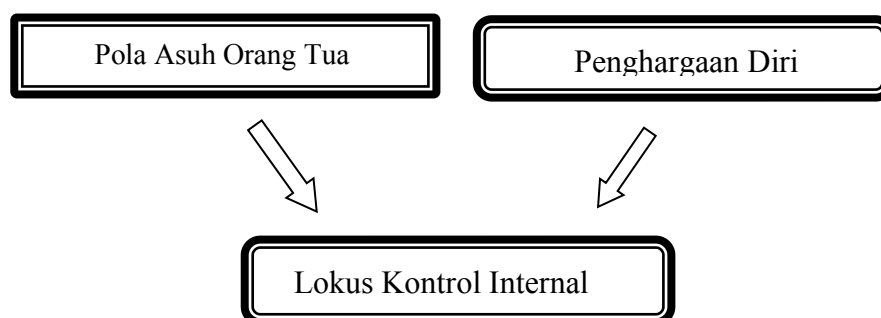 Pola Asuh Orang Tua
Penghargaan Diri
Lokus Kontrol Internal